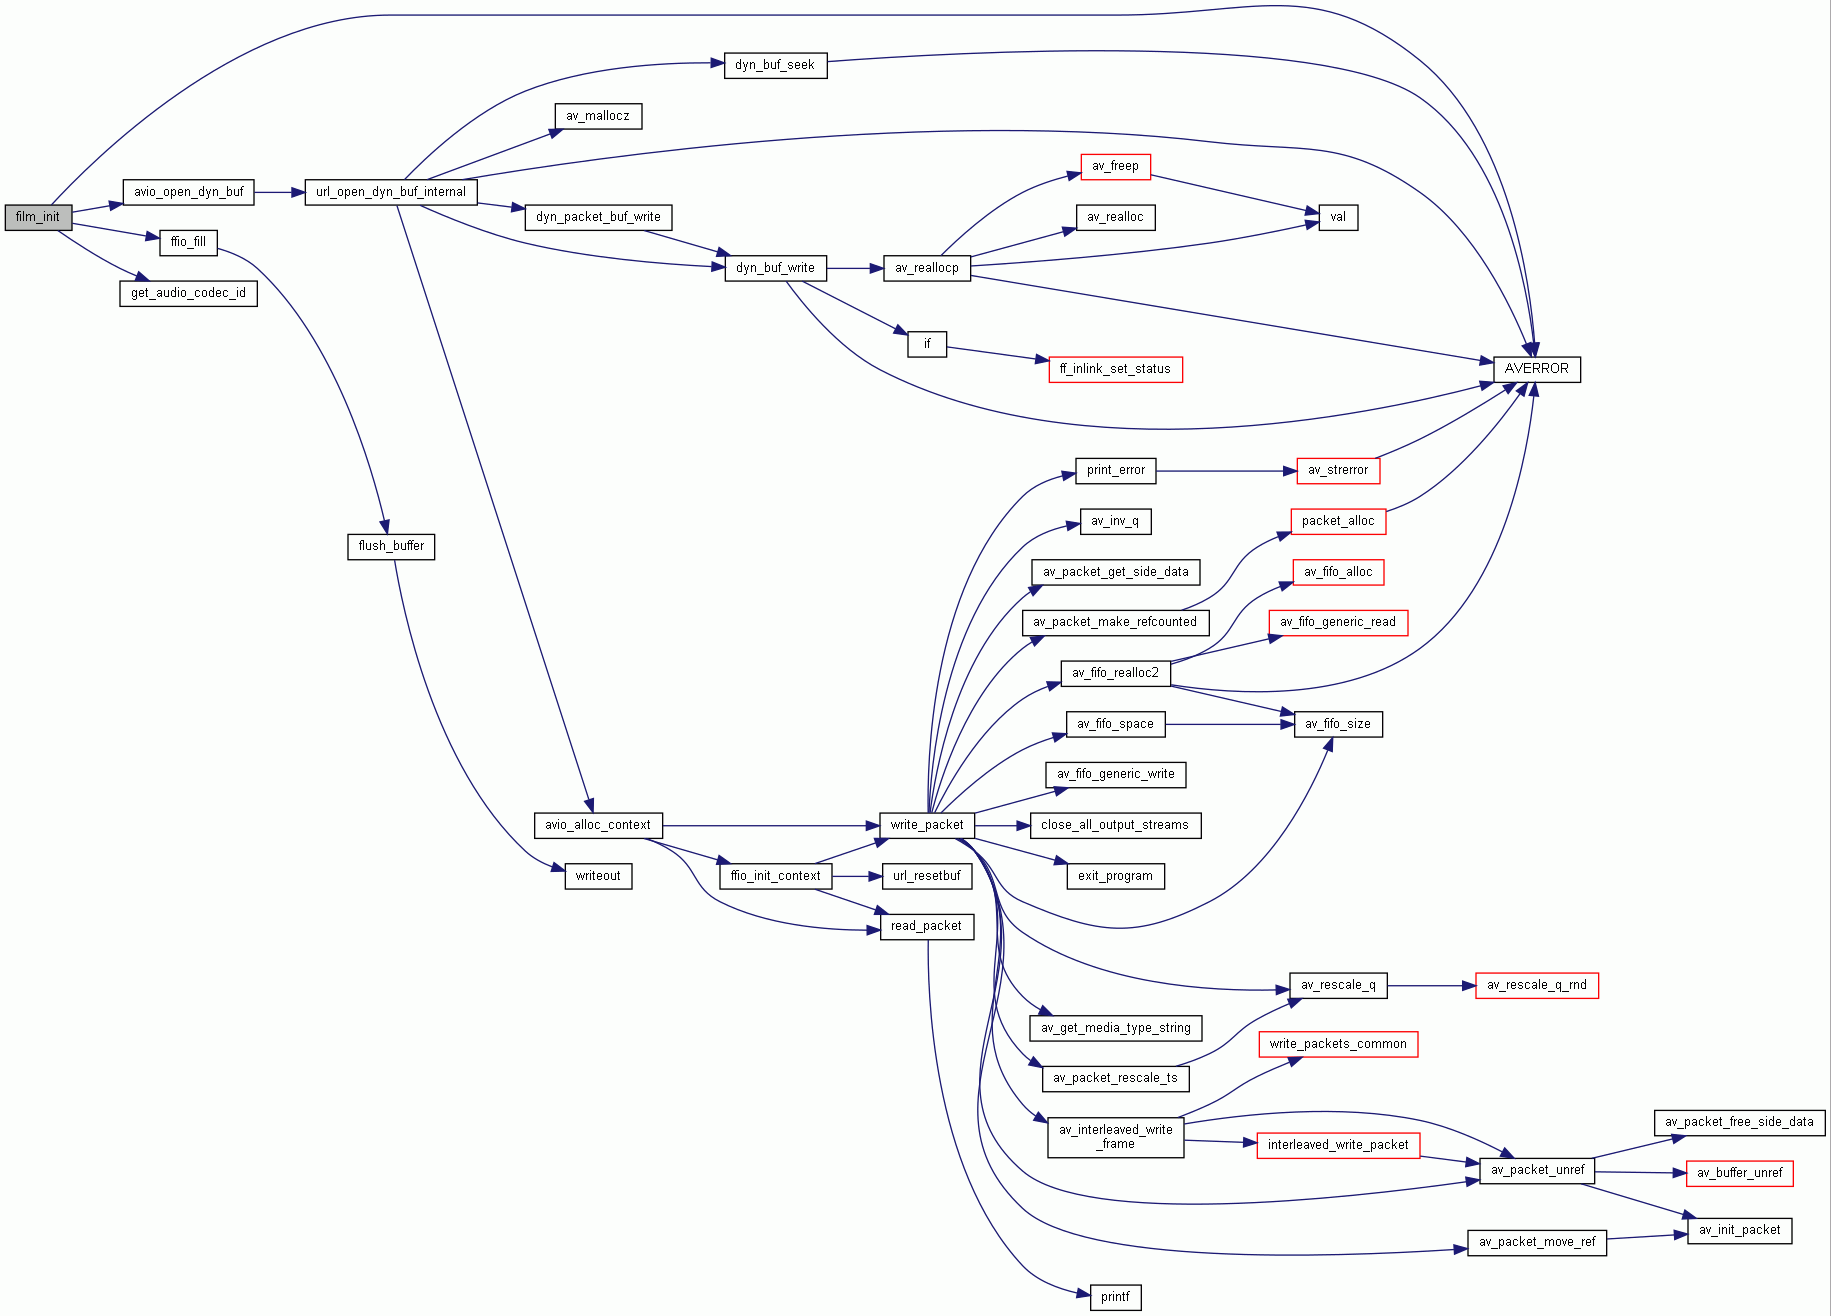 film_init
avio_open_dyn_buf
ffio_fill
get_audio_codec_id
url_open_dyn_buf_internal
flush_buffer
dyn_buf_seek
av_mallocz
dyn_packet_buf_write
dyn_buf_write
avio_alloc_context
writeout
ffio_init_context
av_reallocp
if
write_packet
url_resetbuf
read_packet
av_freep
av_realloc
ff_inlink_set_status
print_error
av_inv_q
av_packet_get_side_data
av_packet_make_refcounted
av_fifo_realloc2
av_fifo_space
av_fifo_generic_write
close_all_output_streams
exit_program
av_get_media_type_string
av_packet_rescale_ts
av_interleaved_write
_frame
printf
val
av_strerror
packet_alloc
av_fifo_alloc
av_fifo_generic_read
av_fifo_size
av_rescale_q
write_packets_common
interleaved_write_packet
AVERROR
av_rescale_q_rnd
av_packet_unref
av_packet_move_ref
av_packet_free_side_data
av_buffer_unref
av_init_packet